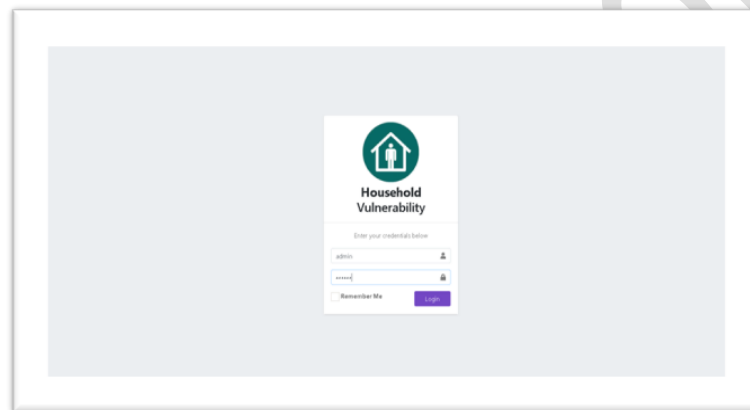 Household
Vulnerability
Enter your credentials below
admin
••••••
Remember Me
Login